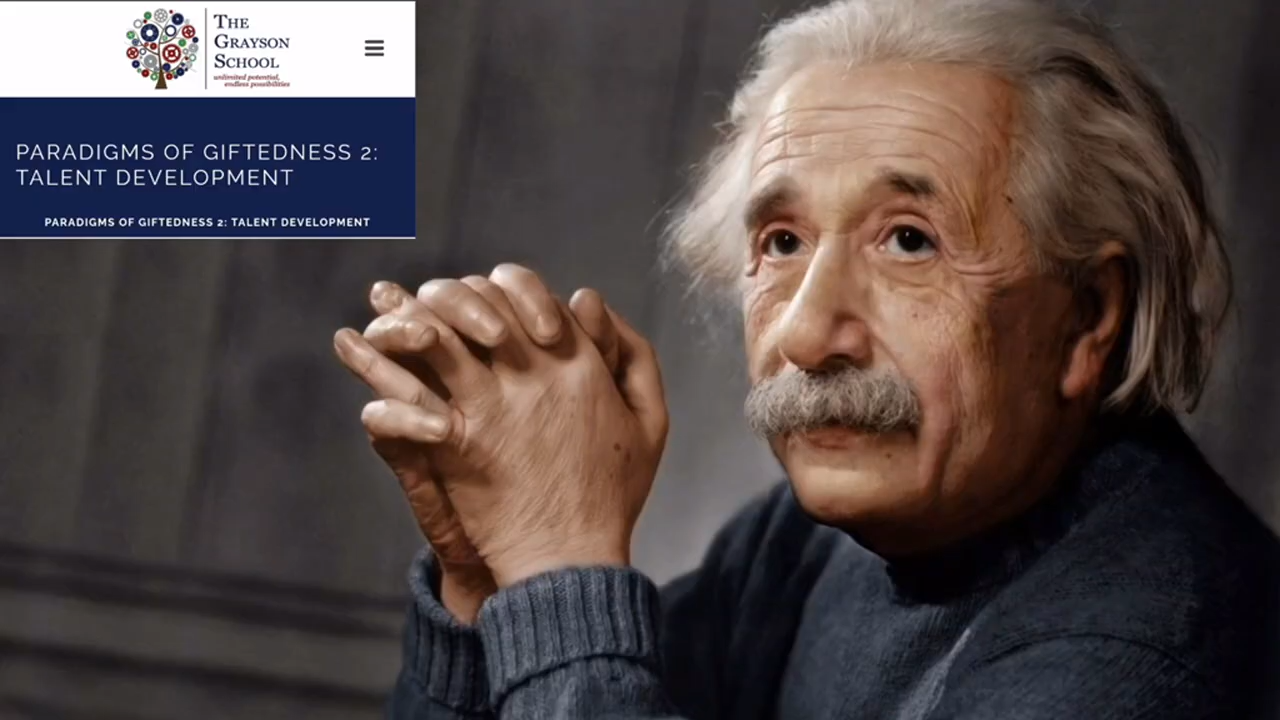 THE
GRAYSON
SCHOOL
unlimited potential,
endless possibilities
PARADIGMS OF GIFTEDNESS 2:
TALENT DEVELOPMENT
PARADIGMS OF GIFTEDNESS 2: TALENT DEVELOPMENT